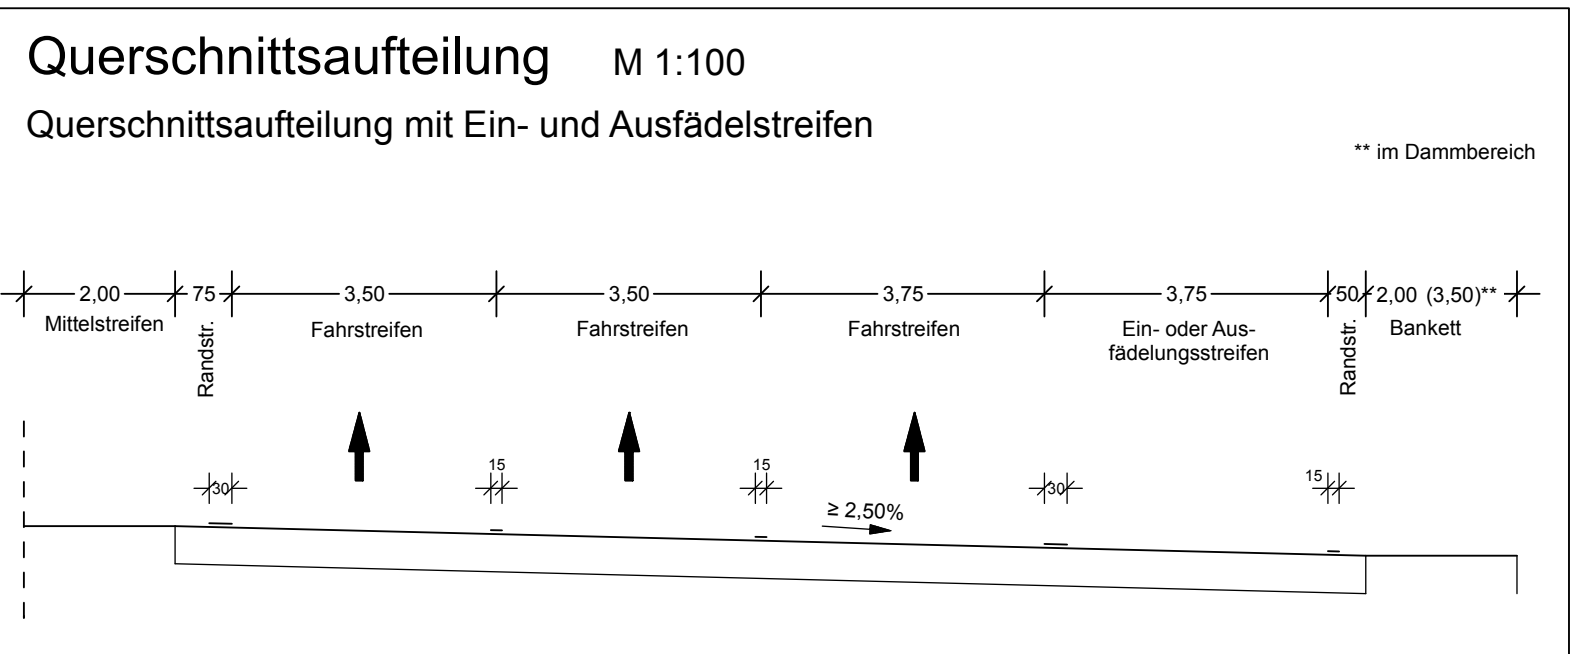 Querschnittsaufteilung M 1:100
Querschnittsaufteilung mit Ein- und Ausfädelstreifen
** im Dammbereich
2,00 75 3,50 3,50 3,75 3,75 50 2,00 (3,50)**
Mittelstreifen Randstr. Fahrstreifen Fahrstreifen Fahrstreifen Ein- oder Aus- Randstr. Bankett
fädelungsstreifen
30 15 15 30 15
≥ 2,50%